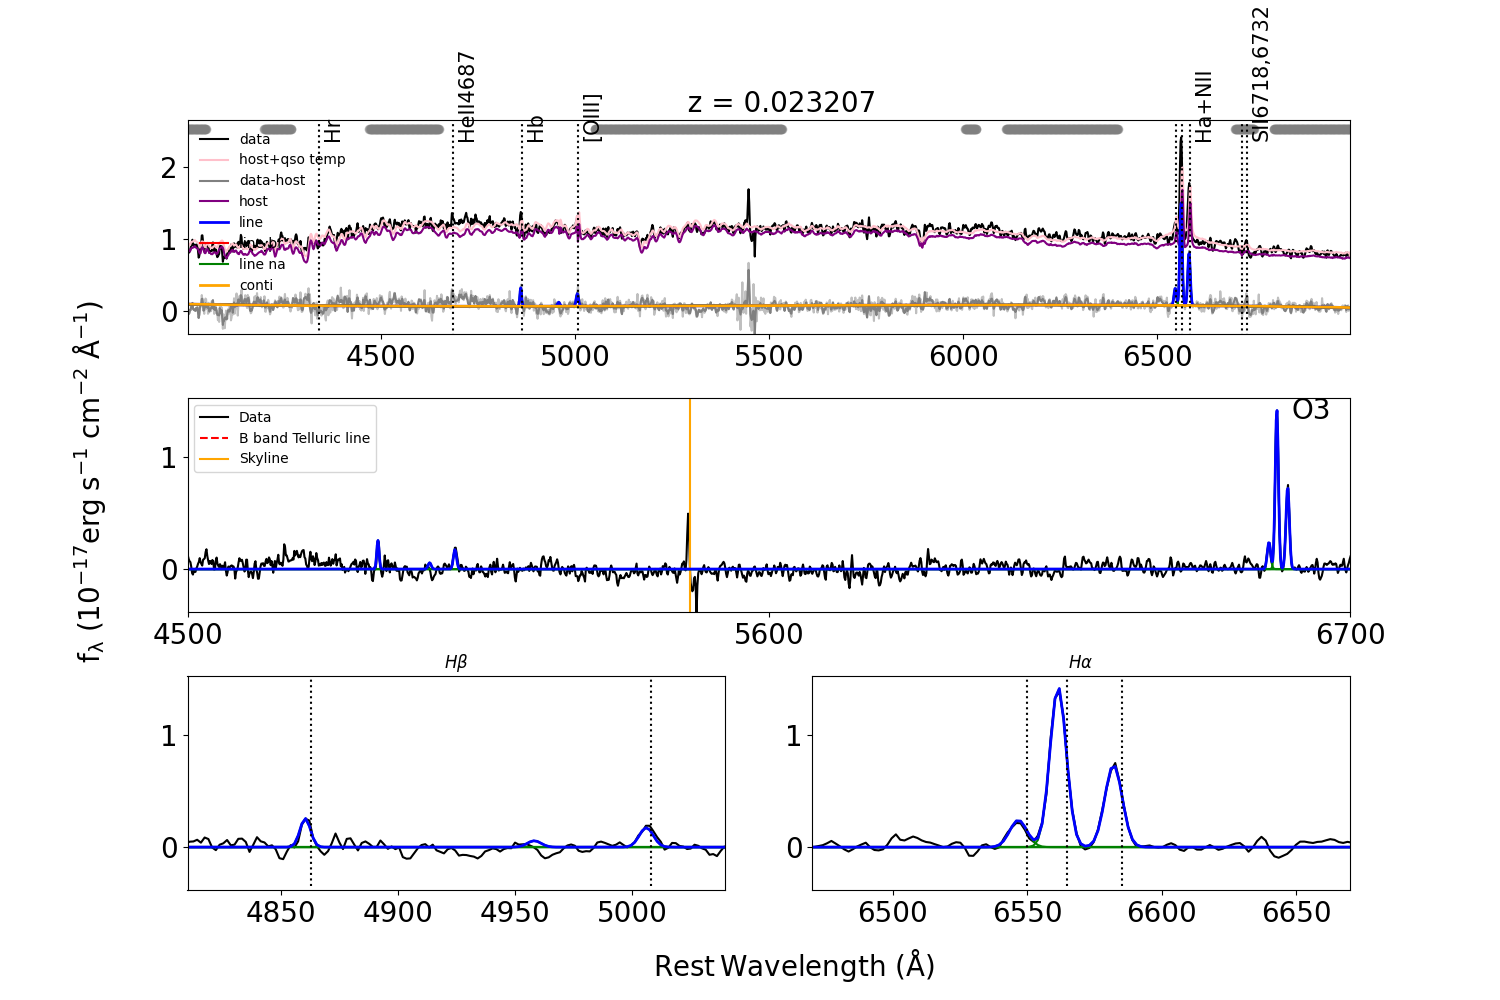 z = 0.023207
Hr
HeII4687
Hb
[OIII]
Ha+NII
SII6718,6732
data
host+qso temp
data-host
host
line
line na
conti
2
1
0
4500 5000 5500 6000 6500
Data
B band Telluric line
Skyline
O3
1
0
4500 5600 6700
fλ (10−17erg s−1 cm−2 Å−1)
Hβ
1
0
4850 4900 4950 5000
Hα
1
0
6500 6550 6600 6650
Rest Wavelength (Å)